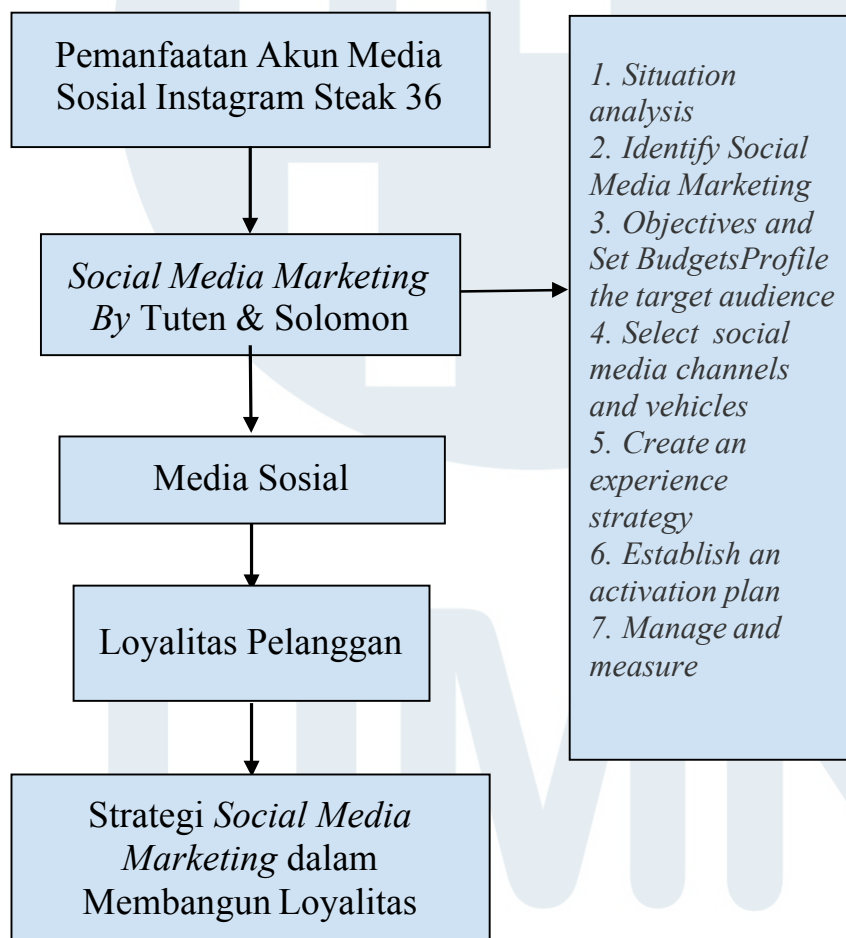 Pemanfaatan Akun Media
Sosial Instagram Steak 36
Social Media Marketing
By Tuten & Solomon
Media Sosial
Loyalitas Pelanggan
Strategi Social Media
Marketing dalam
Membangun Loyalitas
1. Situation
analysis
2. Identify Social
Media Marketing
3. Objectives and
Set BudgetsProfile
the target audience
4. Select social
media channels
and vehicles
5. Create an
experience
strategy
6. Establish an
activation plan
7. Manage and
measure
UMN